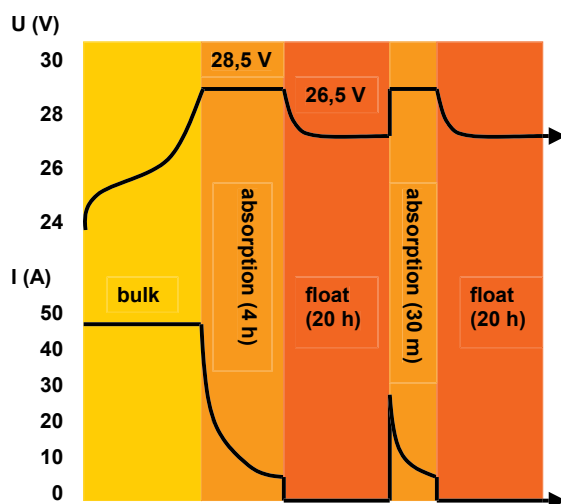 U (V)
30
28
26
24
28,5 V
26,5 V
I (A)
50
40
30
20
10
0
bulk
absorption (4 h)
float
(20 h)
absorption (30 m)
float
(20 h)